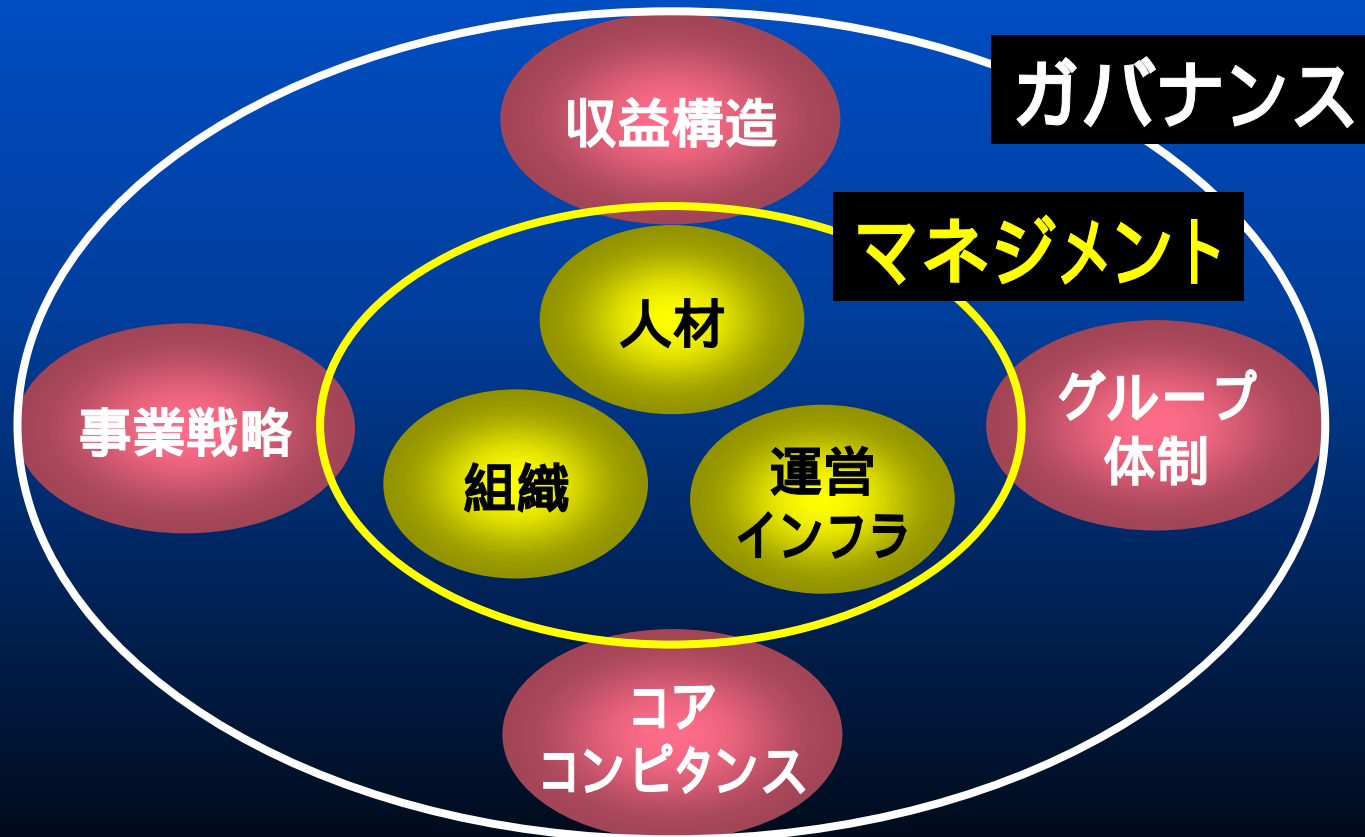 ガバナンス
収益構造
マネジメント
人材
事業戦略
グループ
体制
組織
運営
インフラ
コア
コンピタンス